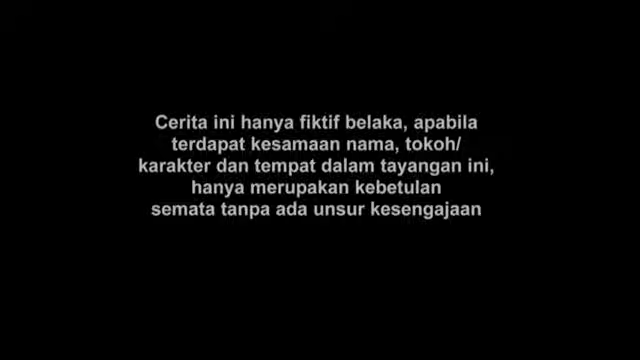 Cerita ini hanya fiktif belaka, apabila
terdapat kesamaan nama, tokoh/
karakter dan tempat dalam tayangan ini,
hanya merupakan kebetulan
semata tanpa ada unsur kesengajaan